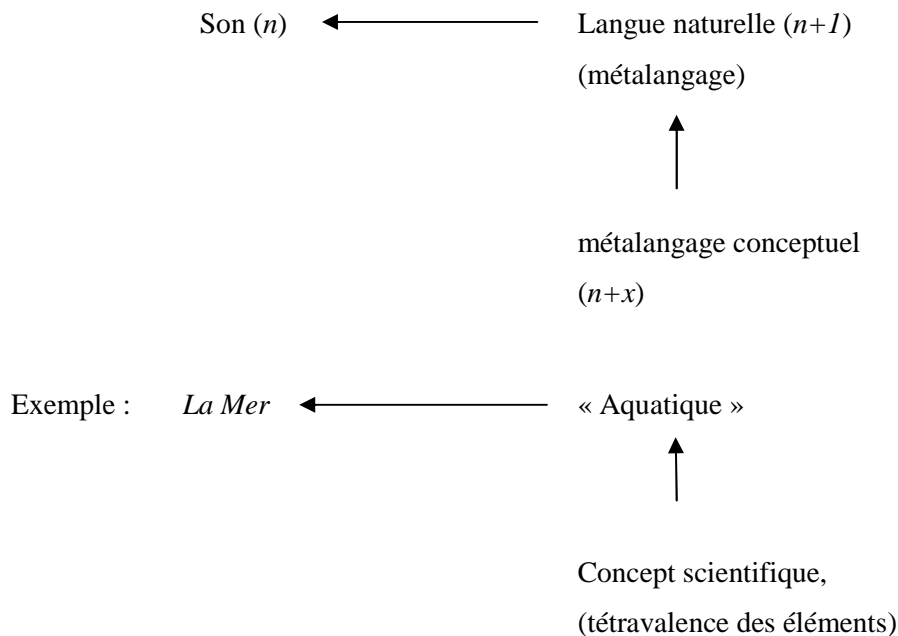 Son (n) Langue naturelle (n+1)
(métalangage)
métalangage conceptuel
(n+x)
Exemple : La Mer « Aquatique »
Concept scientifique,
(tétravalence des éléments)